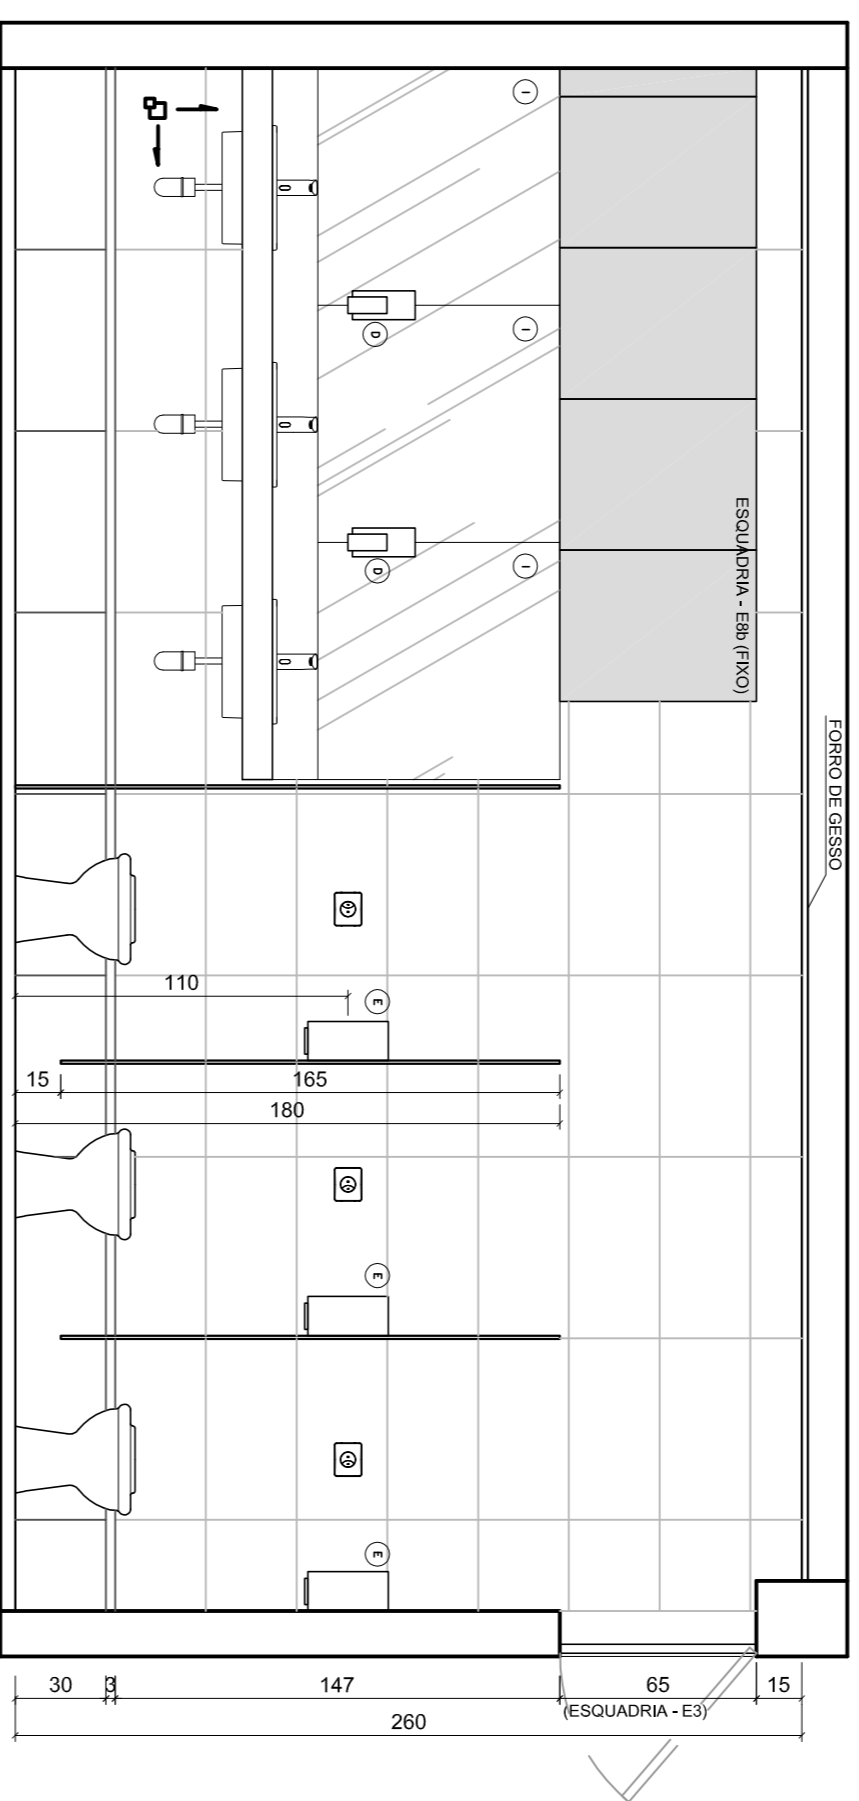 I
D
I
D
I
ESQUADRIA - E8b (FIXO)
FORRO DE GESSO
110
E
15
165
180
E
E
30
3
147
65
15
(ESQUADRIA - E3)
260